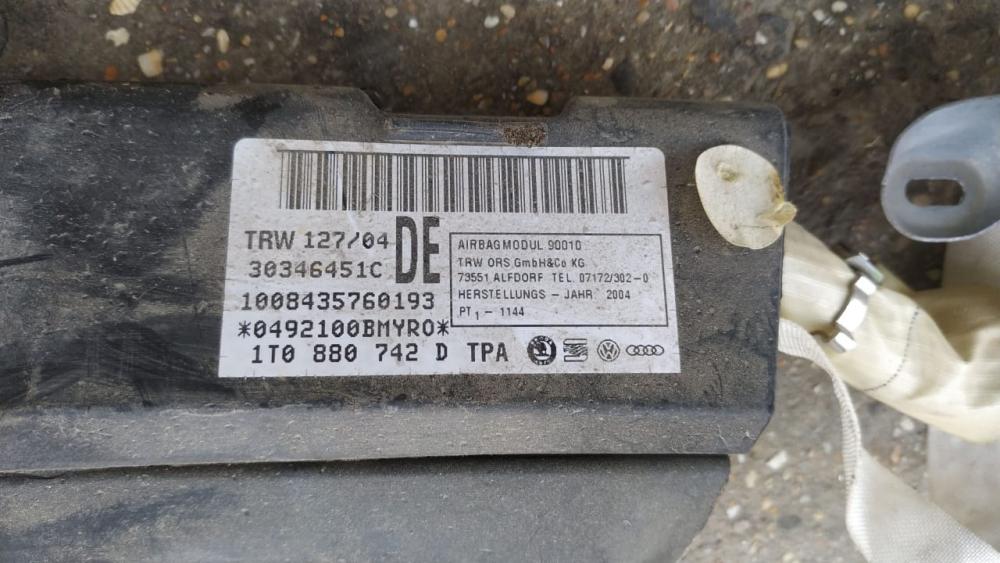 TRW 127/04 DE
30346451C
1008435760193
*0492100BMYRO*
1T0 880 742 D TPA
AIRBAGMODUL 90010
TRW ORS GmbH&Co KG
73551 ALFDORF TEL. 07172/302-0
HERSTELLUNGS - JAHR 2004
PT1 - 1144